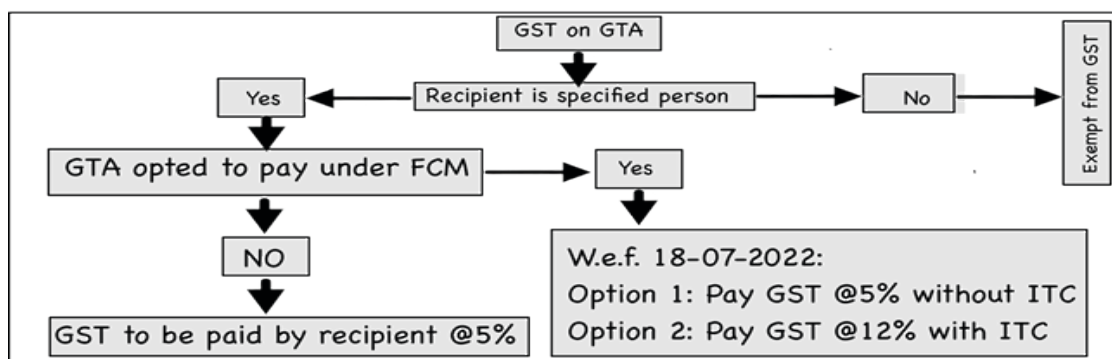 GST on GTA
Yes
Recipient is specified person
No
Exempt from GST
GTA opted to pay under FCM
Yes
NO
W.e.f. 18-07-2022:
Option 1: Pay GST @5% without ITC
Option 2: Pay GST @12% with ITC
GST to be paid by recipient @5%